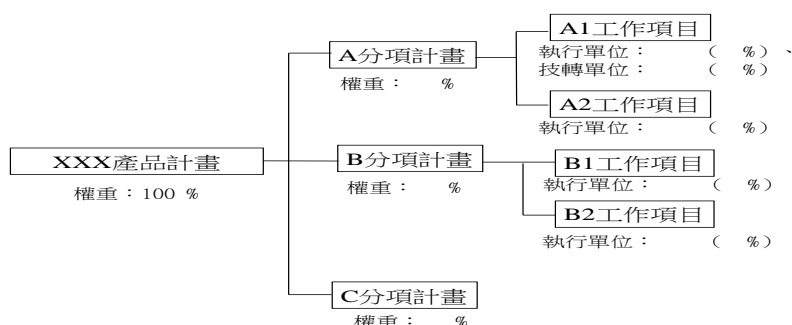 XXX產品計畫
權重：100 %
A分項計畫
權重：　%
A1工作項目
執行單位：　　（　%）、
技轉單位：　　（　%）
A2工作項目
執行單位：　　（　%）
B分項計畫
權重：　%
B1工作項目
執行單位：　　（　%）
B2工作項目
執行單位：　　（　%）
C分項計畫
權重：　%